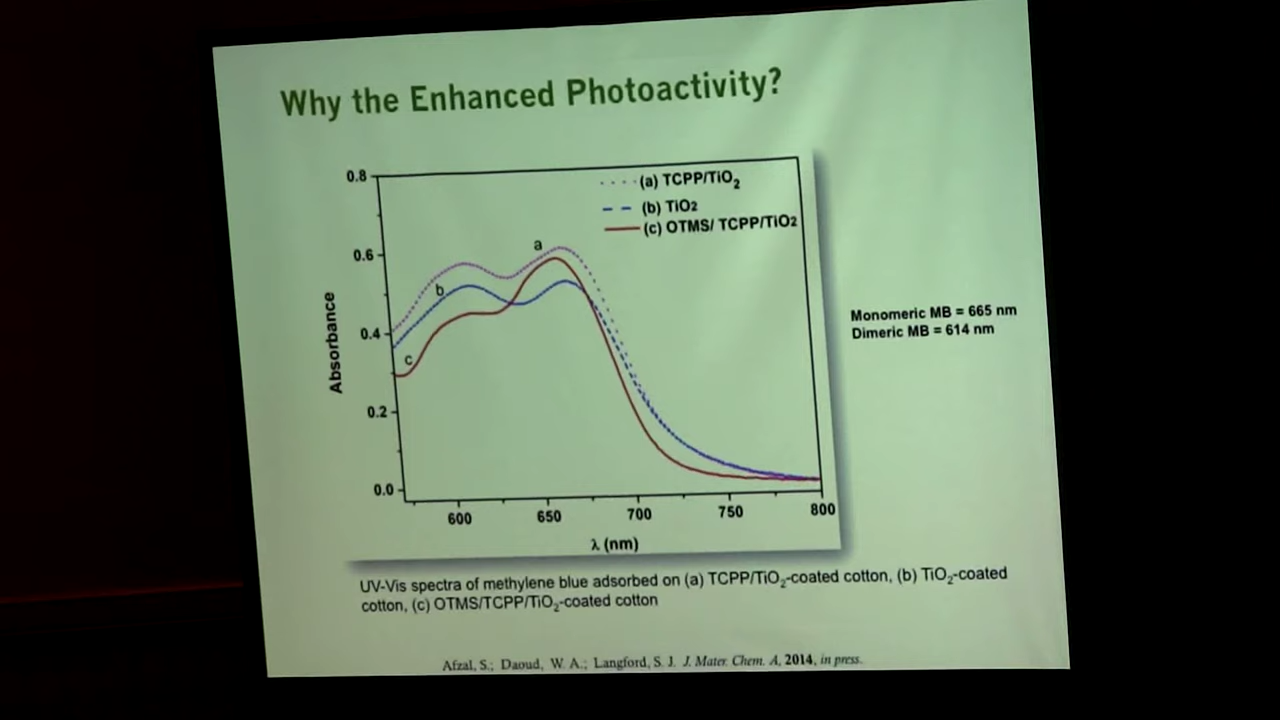 Why the Enhanced Photoactivity?
0.8
0.6
0.4
0.2
0.0
Absorbance
(a) TCPP/TiO2
(b) TiO2
(c) OTMS/ TCPP/TiO2
a
b
c
600 650 700 750 800
λ (nm)
Monomeric MB = 665 nm
Dimeric MB = 614 nm
UV-Vis spectra of methylene blue adsorbed on (a) TCPP/TiO2-coated cotton, (b) TiO2-coated
cotton, (c) OTMS/TCPP/TiO2-coated cotton
Afzal, S.; Daoud, W. A.; Langford, S. J. J. Mater. Chem. A, 2014, in press.